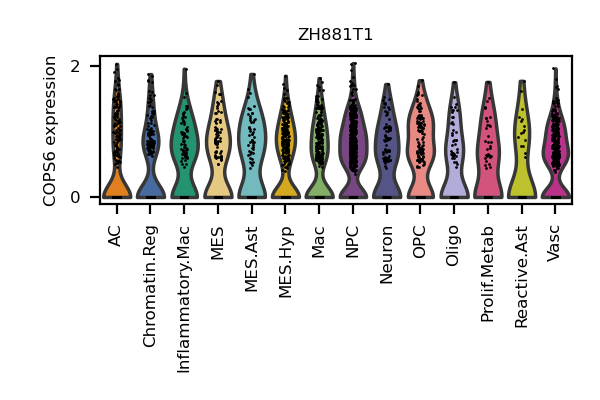 ZH881T1
COPS6 expression
2
0
AC
Chromatin.Reg
Inflammatory.Mac
MES
MES.Ast
MES.Hyp
Mac
NPC
Neuron
OPC
Oligo
Prolif.Metab
Reactive.Ast
Vasc